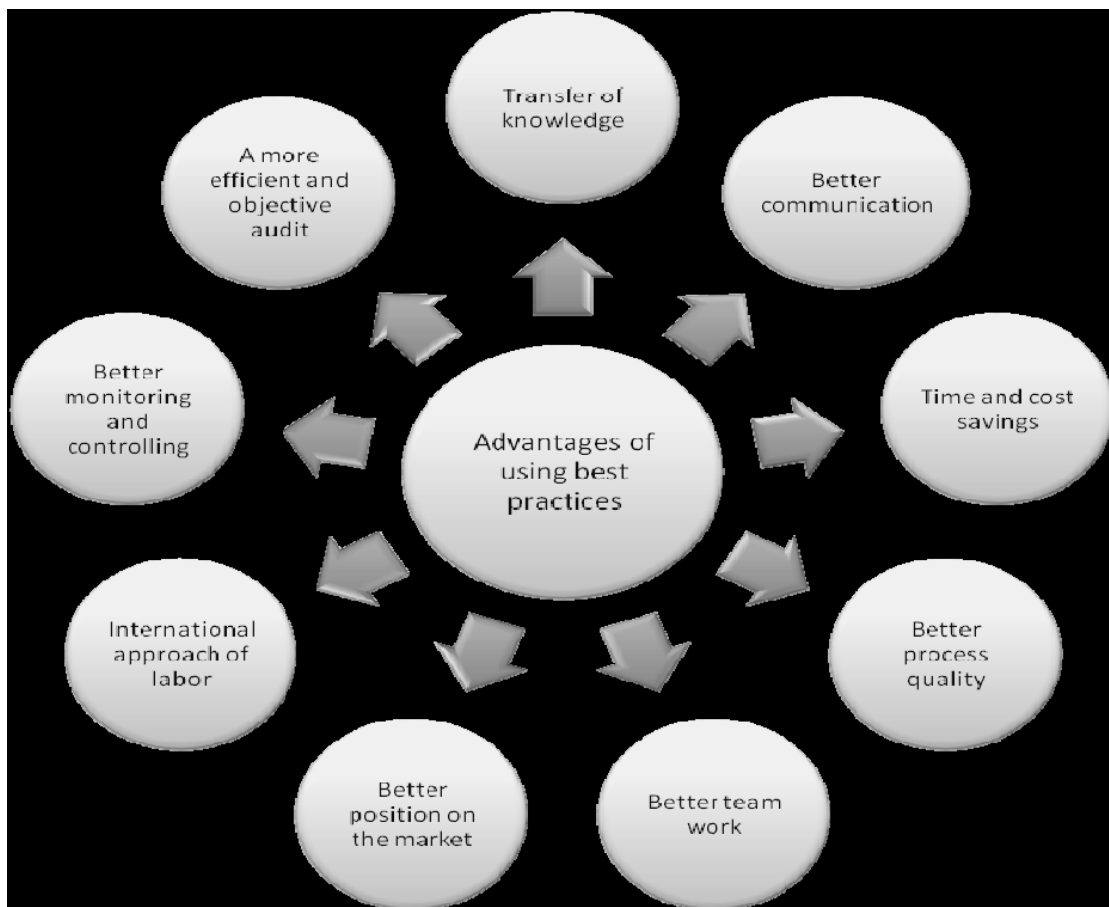 Transfer of
knowledge
Better
communication
Time and cost
savings
Better
process
quality
Better team
work
Better
position on
the market
International
approach of
labor
Better
monitoring
and
controlling
A more
efficient and
objective
audit
Advantages of
using best
practices